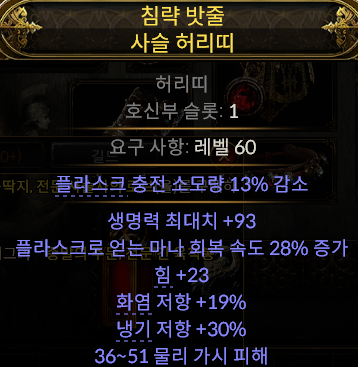 침략 밧줄
사슬 허리띠
허리띠
호신부 슬롯: 1
요구 사항: 레벨 60
플라스크 충전 소모량 13% 감소
생명력 최대치 +93
플라스크로 얻는 마나 회복 속도 28% 증가
힘 +23
화염 저항 +19%
냉기 저항 +30%
36~51 물리 가시 피해